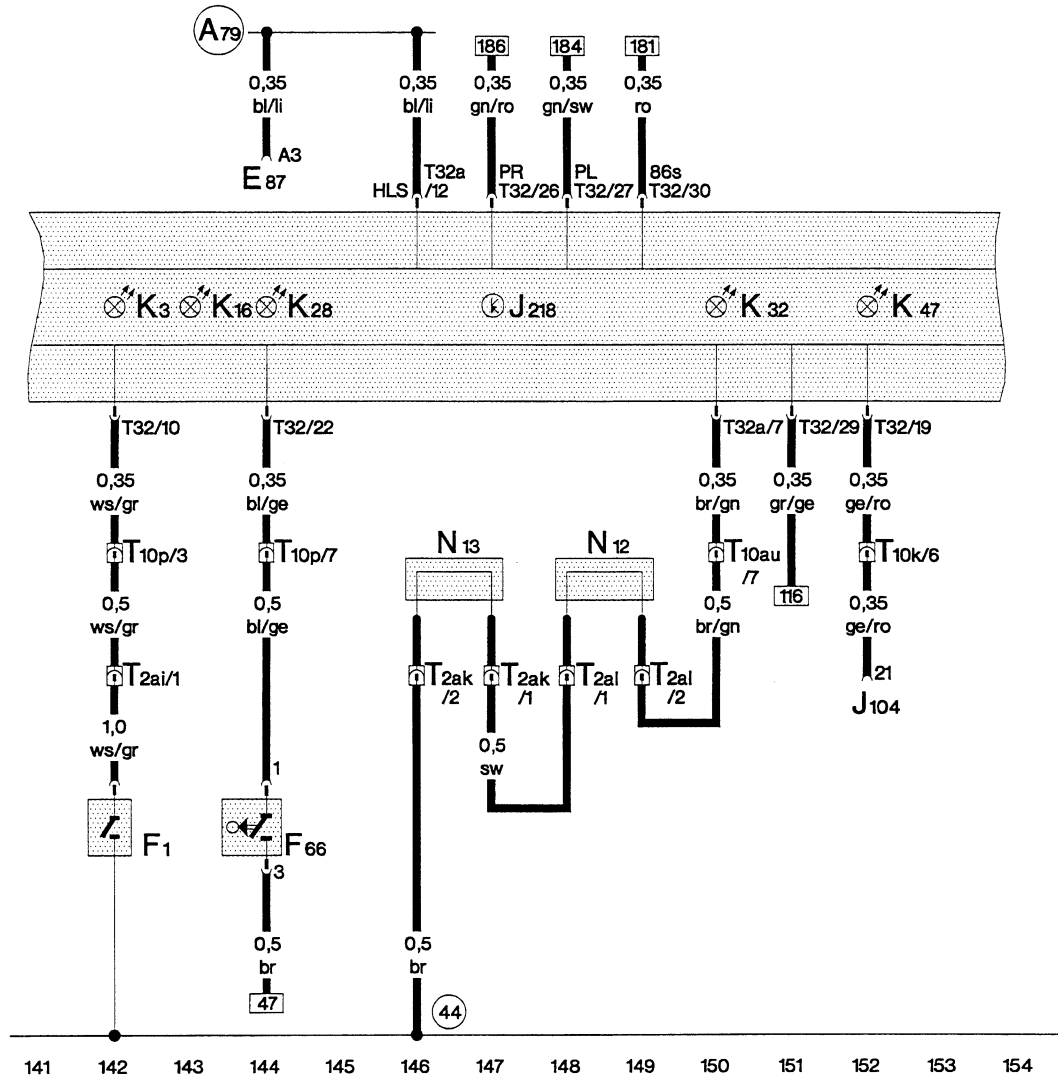 A79
186 184 181
0,35 0,35 0,35 0,35 0,35
bl/li bl/li gn/ro gn/sw ro
A3
E87
T32a PR PL 86s
HLS /12 T32/26 T32/27 T32/30
K3 K16 K28 J218 K32 K47
T32/10 T32/22 T32a/7 T32/29 T32/19
0,35 0,35 0,35 0,35 0,35
ws/gr bl/ge br/gn gr/ge ge/ro
N13 N12
T10p/3 T10p/7 T10au T10k/6
/7
116
0,5 0,5 0,5 0,35
ws/gr bl/ge br/gn ge/ro
T2ai/1 T2ak T2ak T2al T2al 21
/2 /1 /1 /2
J104
1,0 0,5
ws/gr sw
1
F1 F66
3
0,5 0,5
br br
47 44
141 142 143 144 145 146 147 148 149 150 151 152 153 154